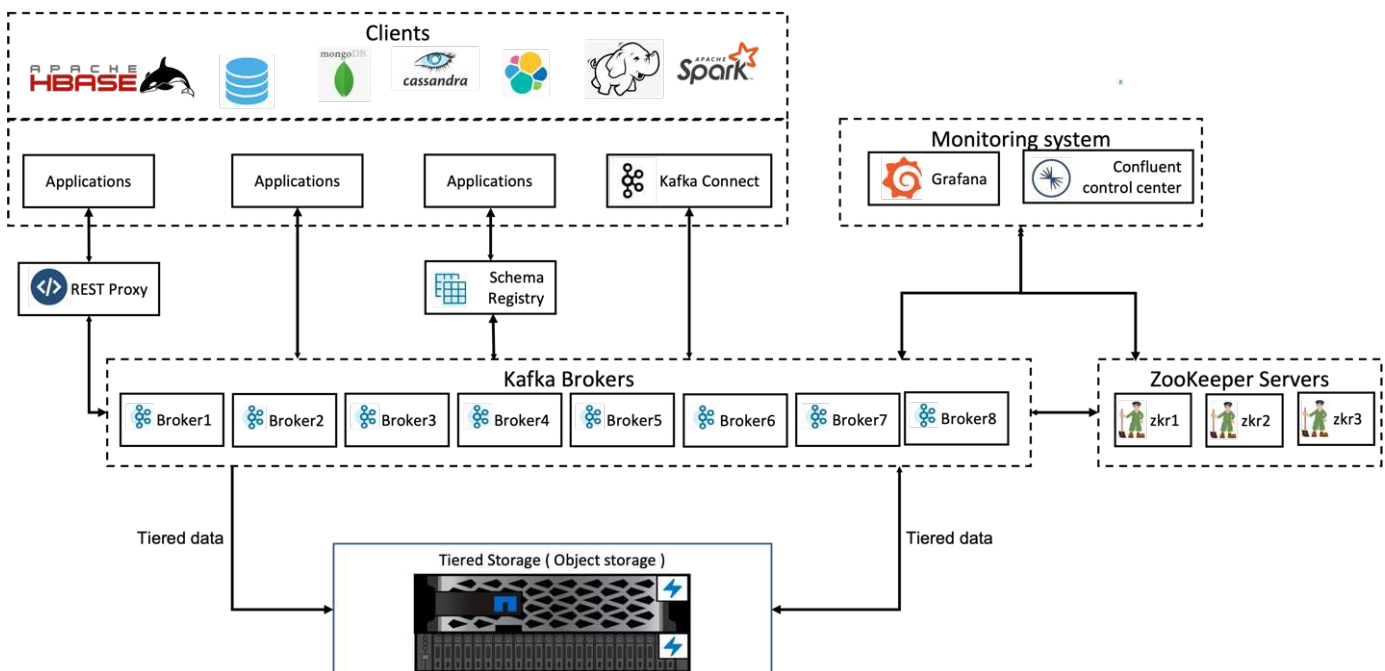 Clients
APACHE
HBASE
mongoDB
cassandra
APACHE
Spark
Applications
Applications
Applications
Kafka Connect
Monitoring system
Grafana
Confluent
control center
REST Proxy
Schema
Registry
Kafka Brokers
Broker1
Broker2
Broker3
Broker4
Broker5
Broker6
Broker7
Broker8
ZooKeeper Servers
zkr1
zkr2
zkr3
Tiered data
Tiered data
Tiered Storage ( Object storage )